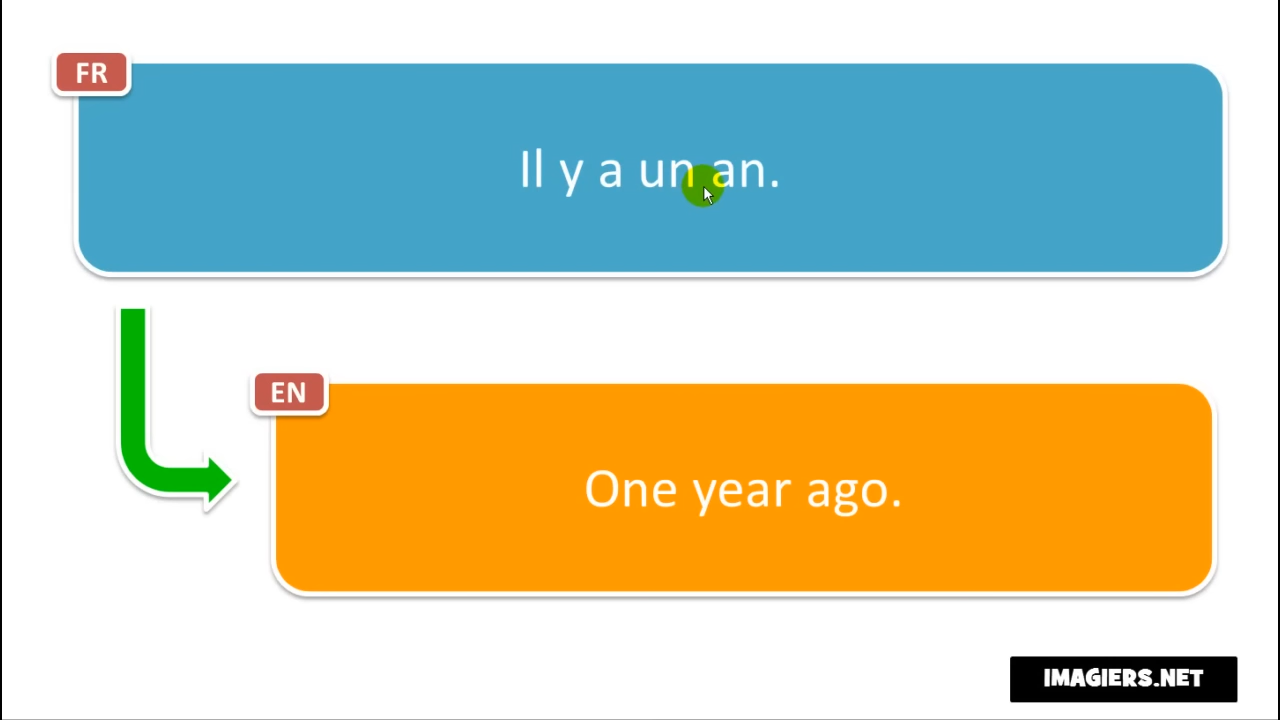 FR
Il y a un an.
EN
One year ago.
IMAGIERS.NET